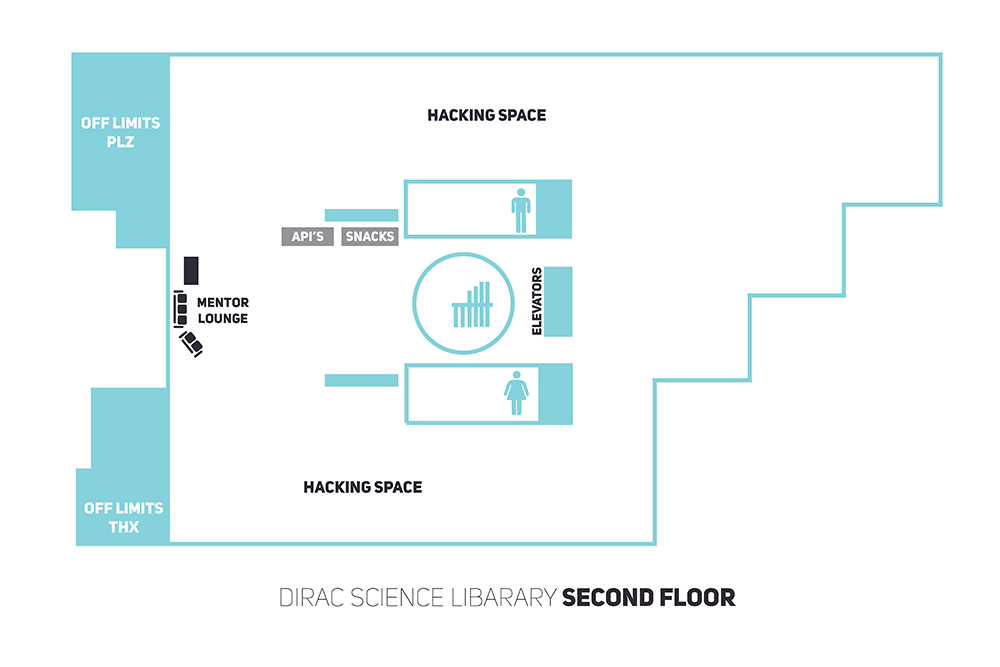 OFF LIMITS
PLZ
HACKING SPACE
API'S
SNACKS
MENTOR
LOUNGE
ELEVATORS
HACKING SPACE
OFF LIMITS
THX
DIRAC SCIENCE LIBARARY SECOND FLOOR